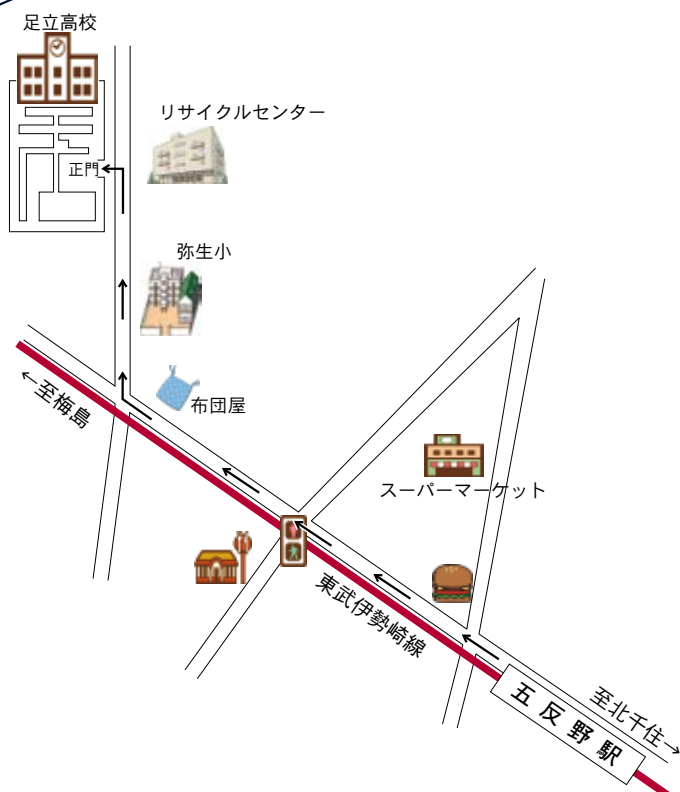 足立高校
リサイクルセンター
正門
弥生小
布団屋
←至梅島
スーパーマーケット
東武伊勢崎線
五反野駅
至北千住→